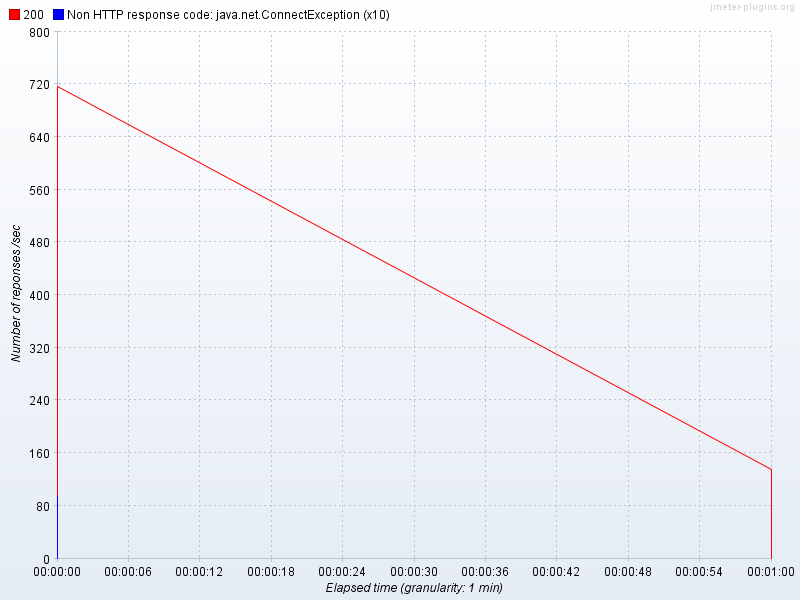 200 Non HTTP response code: java.net.ConnectException (x10)
jmeter-plugins.org
800
720
640
560
480
400
320
240
160
80
0
Number of reponses /sec
00:00:00 00:00:06 00:00:12 00:00:18 00:00:24 00:00:30 00:00:36 00:00:42 00:00:48 00:00:54 00:01:00
Elapsed time (granularity: 1 min)